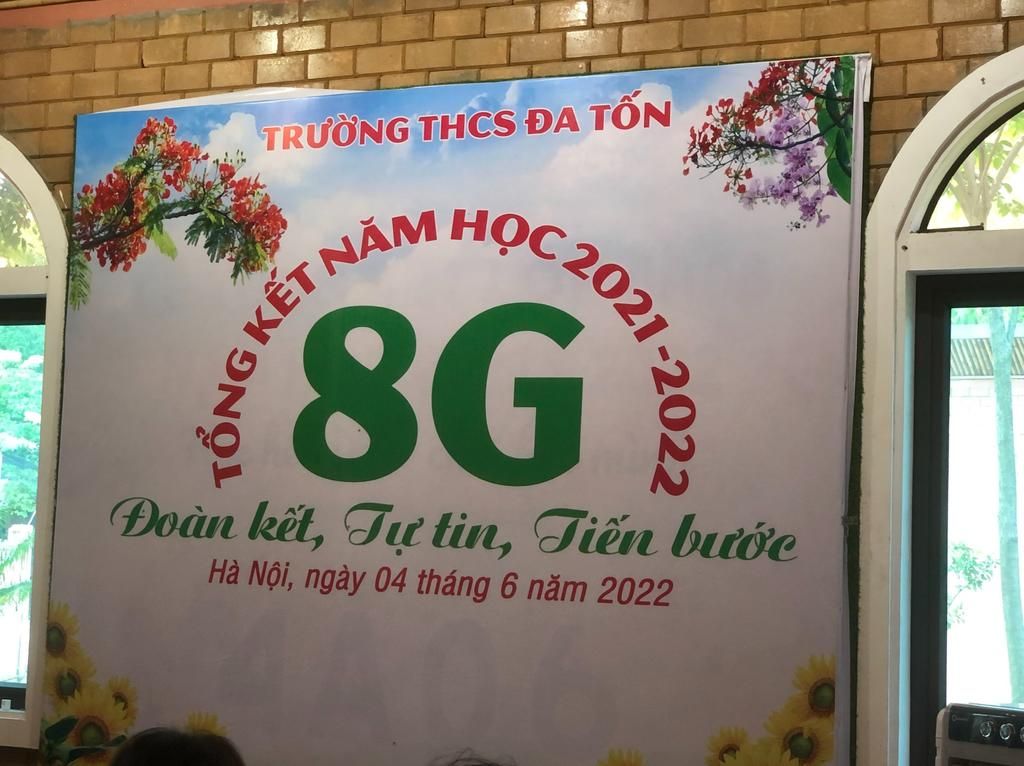 TRƯỜNG THCS ĐA TỐN
TỔNG KẾT NĂM HỌC 2021-2022
8G
Đoàn kết, Tự tin, Tiến bước
Hà Nội, ngày 04 tháng 6 năm 2022